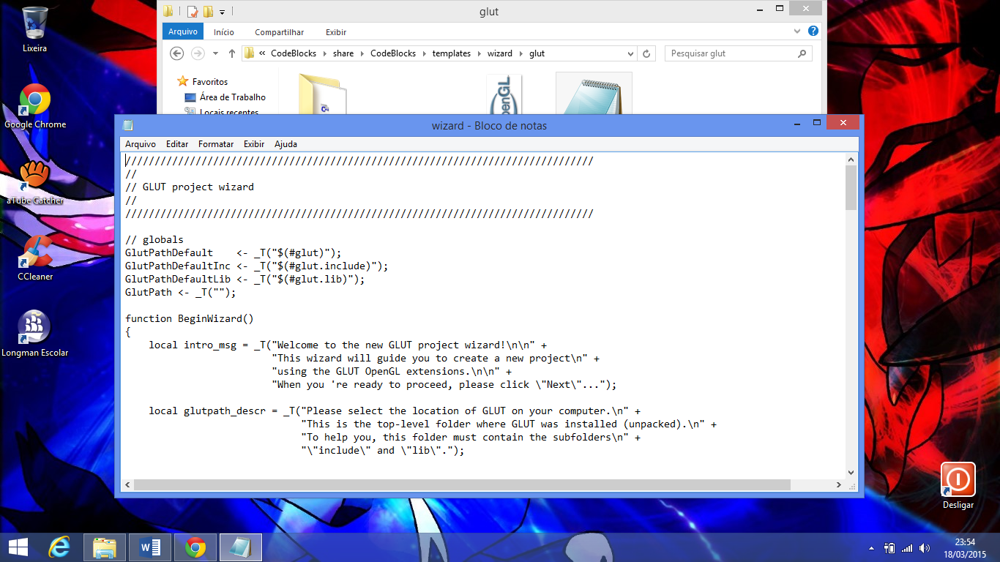 Lixeira
Google Chrome
aTube Catcher
CCleaner
Longman Escolar
Desligar
glut
Arquivo Início Compartilhar Exibir
« CodeBlocks share CodeBlocks templates wizard glut
Pesquisar glut
Favoritos
Área de Trabalho
Locais recentes
OpenGL
wizard - Bloco de notas
Arquivo Editar Formatar Exibir Ajuda
////////////////////////////////////////////////////////////////////////////////
//
// GLUT project wizard
//
////////////////////////////////////////////////////////////////////////////////
// globals
GlutPathDefault    <- _T("$(#glut)");
GlutPathDefaultInc <- _T("$(#glut.include)");
GlutPathDefaultLib <- _T("$(#glut.lib)");
GlutPath <- _T("");
function BeginWizard()
{
    local intro_msg = _T("Welcome to the new GLUT project wizard!\n\n" +
                         "This wizard will guide you to create a new project\n" +
                         "using the GLUT OpenGL extensions.\n\n" +
                         "When you 're ready to proceed, please click \"Next\"...");
    local glutpath_descr = _T("Please select the location of GLUT on your computer.\n" +
                              "This is the top-level folder where GLUT was installed (unpacked).\n" +
                              "To help you, this folder must contain the subfolders\n" +
                              "\"include\" and \"lib\".");
23:54
18/03/2015